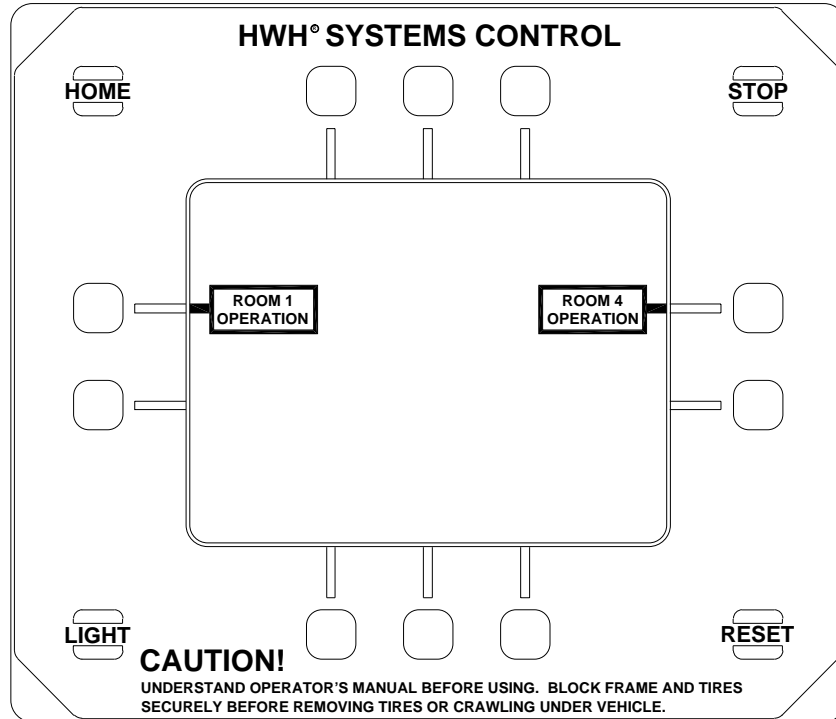 HWH® SYSTEMS CONTROL
HOME
STOP
ROOM 1
OPERATION
ROOM 4
OPERATION
LIGHT
RESET
CAUTION!
UNDERSTAND OPERATOR'S MANUAL BEFORE USING. BLOCK FRAME AND TIRES
SECURELY BEFORE REMOVING TIRES OR CRAWLING UNDER VEHICLE.